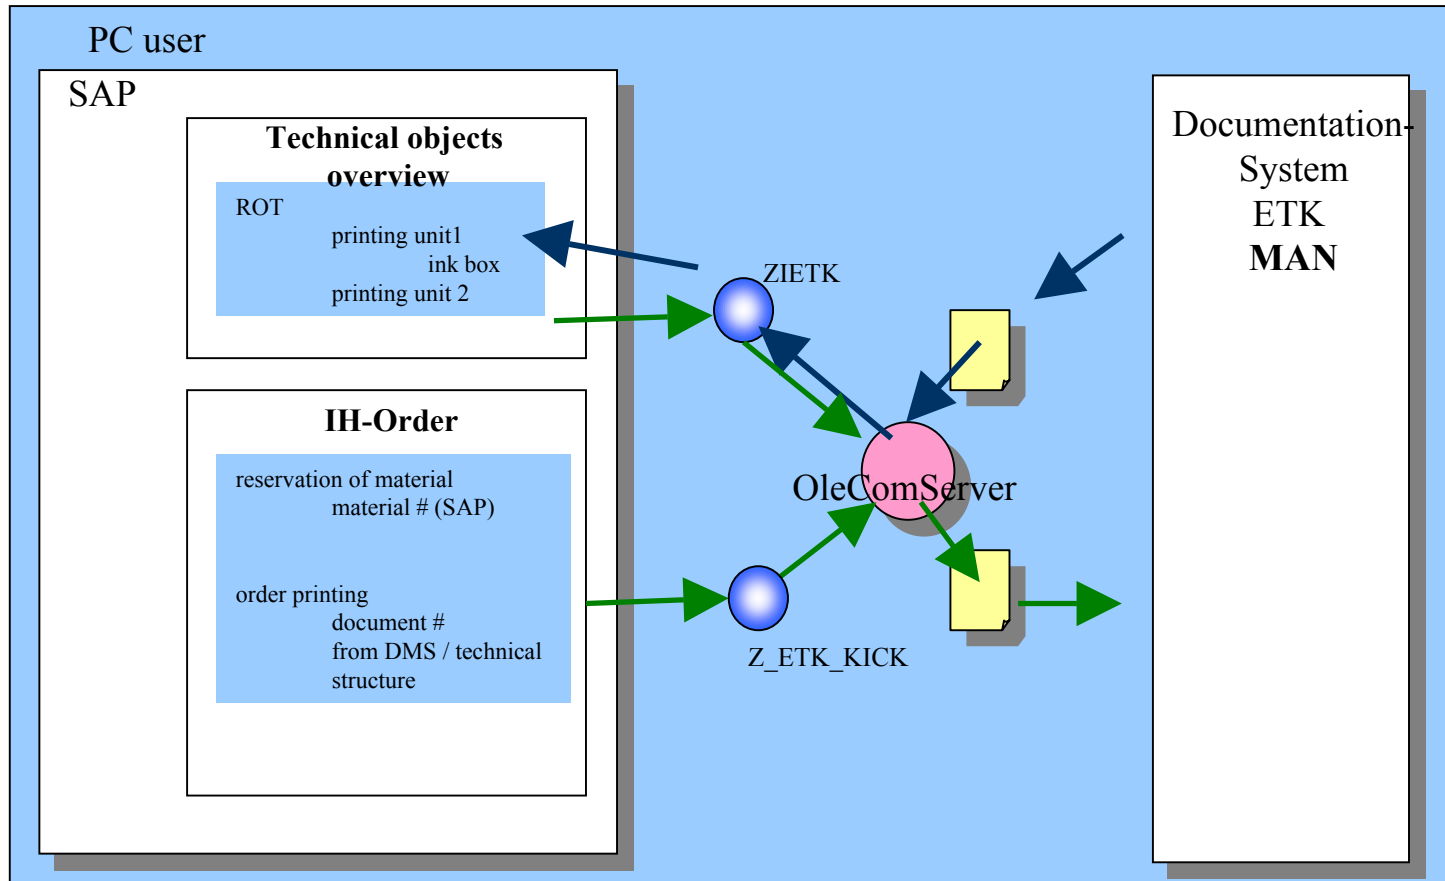 PC user
SAP
Technical objects
overview
ROT
printing unit1
ink box
printing unit 2
IH-Order
reservation of material
material # (SAP)
order printing
document #
from DMS / technical
structure
ZIETK
OleComServer
Z_ETK_KICK
Documentation-
System
ETK
MAN